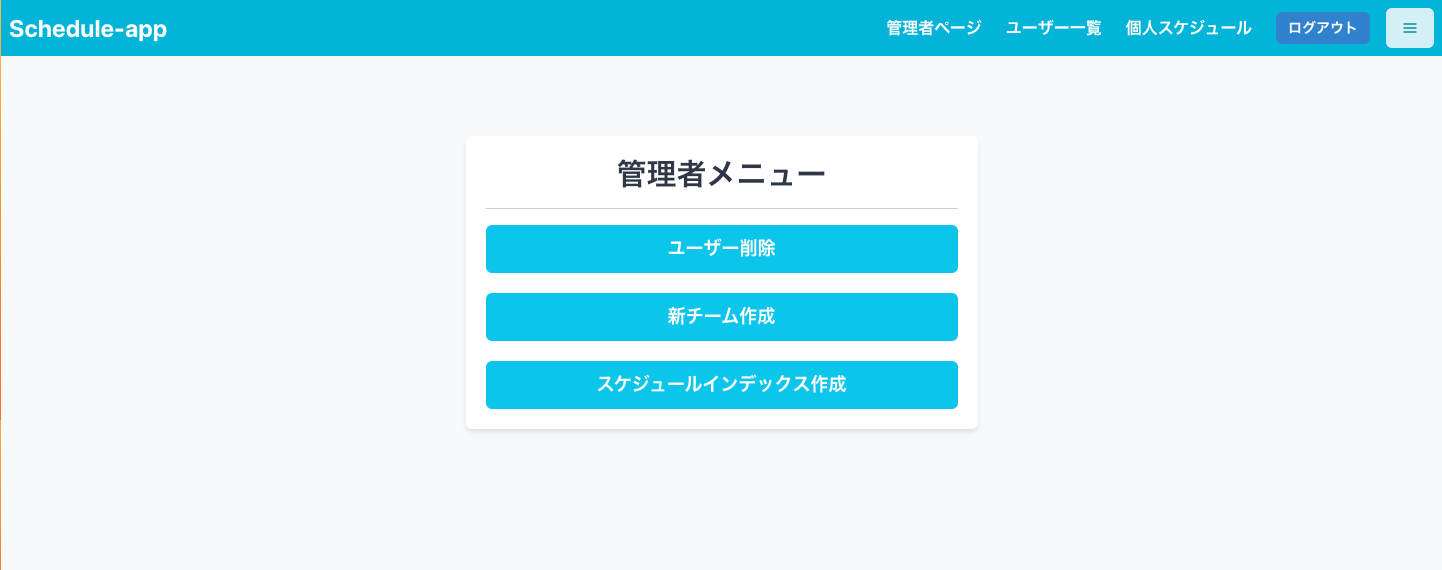 Schedule-app
管理者ページ
ユーザー一覧
個人スケジュール
ログアウト
管理者メニュー
ユーザー削除
新チーム作成
スケジュールインデックス作成